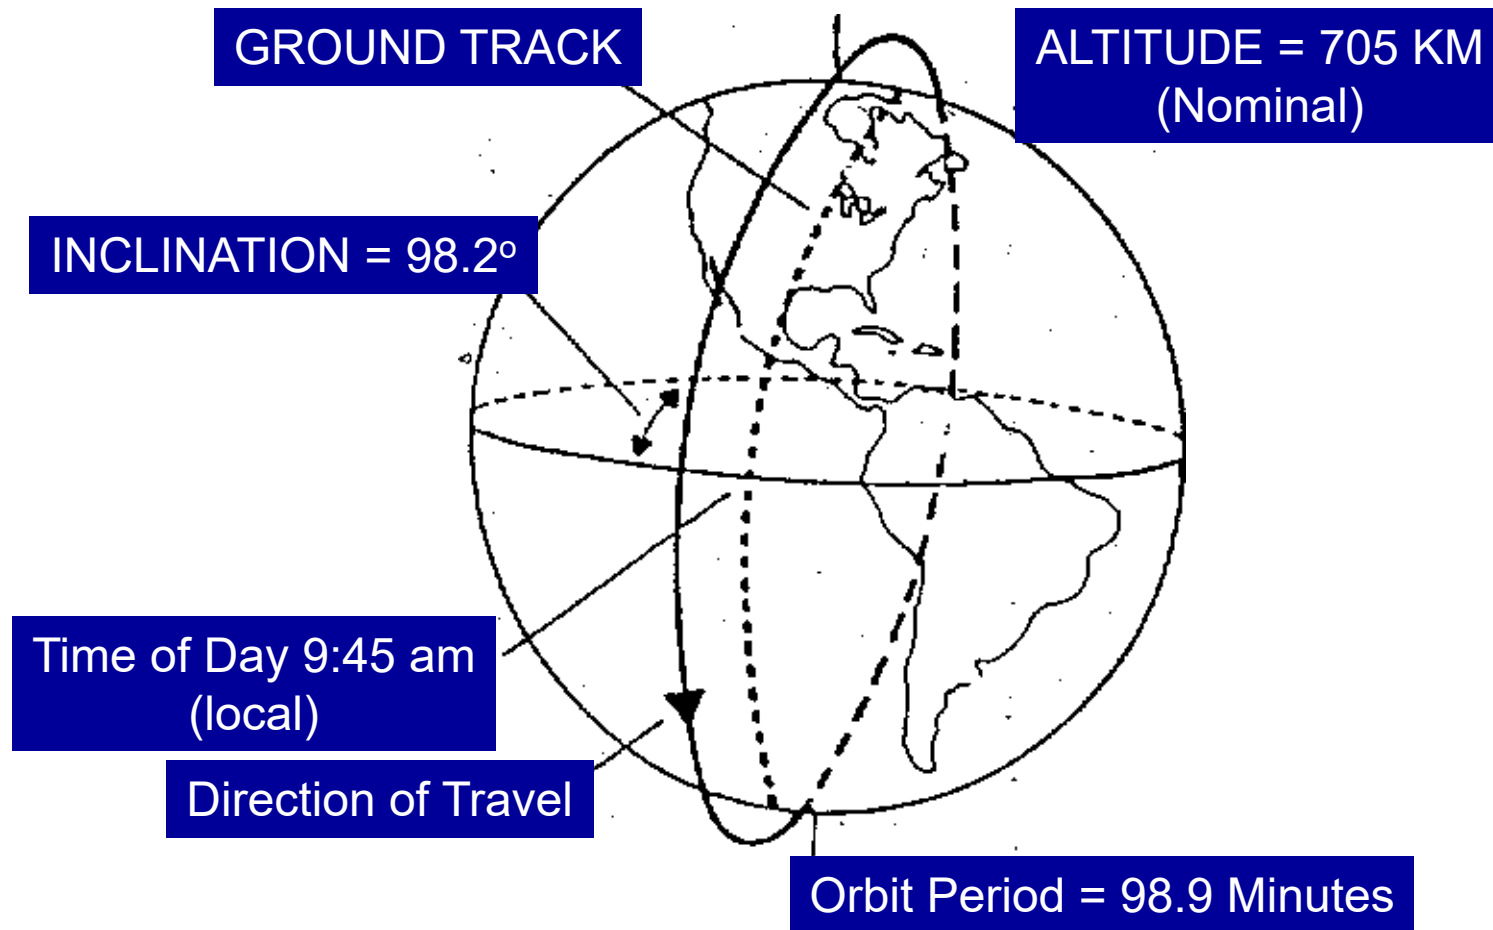 GROUND TRACK
ALTITUDE = 705 KM
(Nominal)
INCLINATION = 98.2º
Time of Day 9:45 am
(local)
Direction of Travel
Orbit Period = 98.9 Minutes